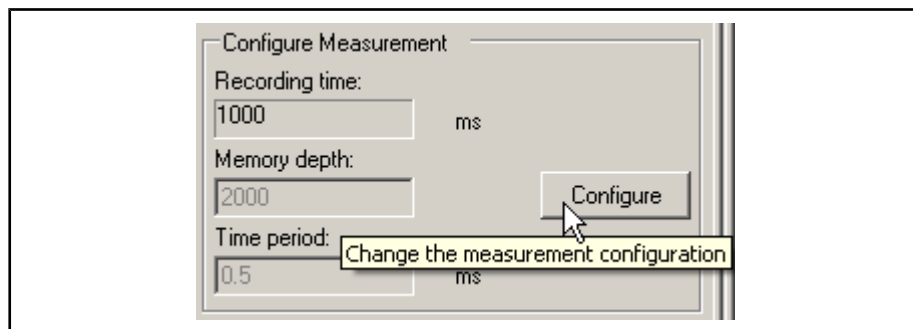 Configure Measurement
Recording time:
1000 ms
Memory depth:
2000
Configure
Time period:
Change the measurement configuration
0.5 ms